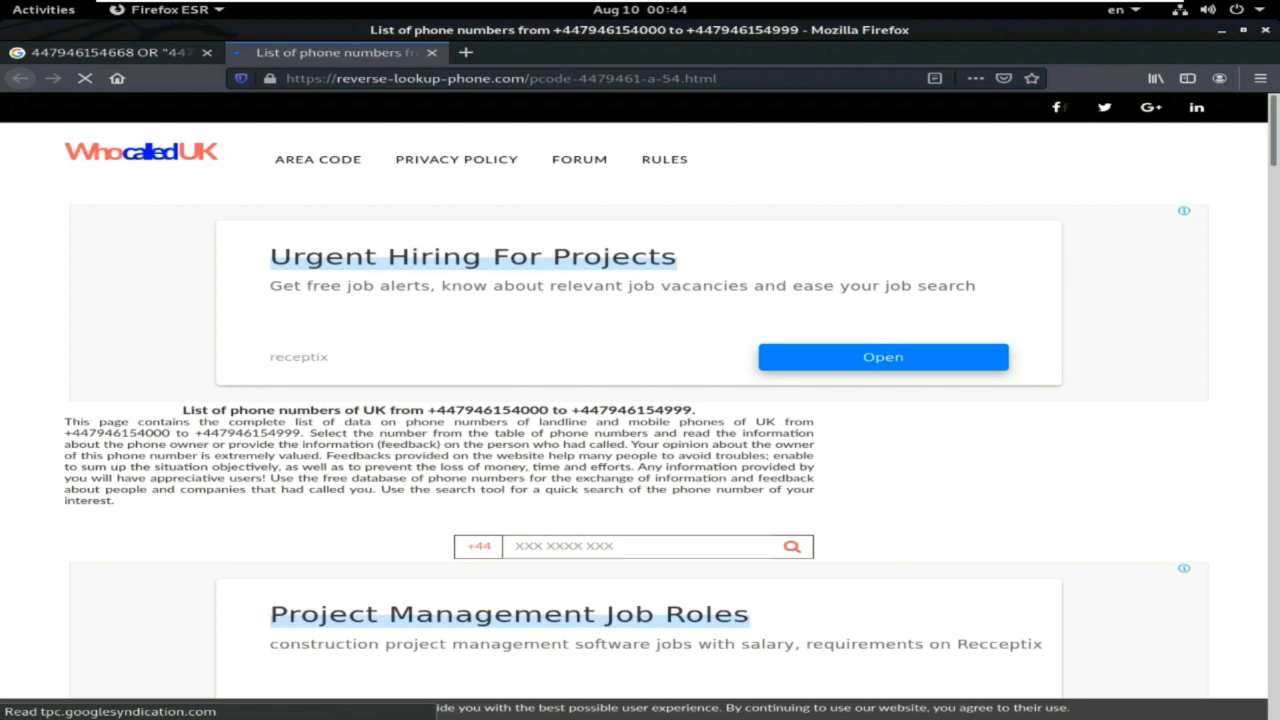 Activities Firefox ESR Aug 10 00:44 en
List of phone numbers from +447946154000 to +447946154999 - Mozilla Firefox
447946154668 OR "447 List of phone numbers fr
https://reverse-lookup-phone.com/pcode-4479461-a-54.html
WhocalledUK AREA CODE PRIVACY POLICY FORUM RULES
Urgent Hiring For Projects
Get free job alerts, know about relevant job vacancies and ease your job search
receptix Open
List of phone numbers of UK from +447946154000 to +447946154999.
This page contains the complete list of data on phone numbers of landline and mobile phones of UK from
+447946154000 to +447946154999. Select the number from the table of phone numbers and read the information
about the phone owner or provide the information (feedback) on the person who had called. Your opinion about the owner
of this phone number is extremely valued. Feedbacks provided on the website help many people to avoid troubles; enable
to sum up the situation objectively, as well as to prevent the loss of money, time and efforts. Any information provided by
you will have appreciative users! Use the free database of phone numbers for the exchange of information and feedback
about people and companies that had called you. Use the search tool for a quick search of the phone number of your
interest.
+44 XXX XXXX XXX
Project Management Job Roles
construction project management software jobs with salary, requirements on Recceptix
Read tpc.googlesyndication.com ide you with the best possible user experience. By continuing to use our website, you agree to their use.